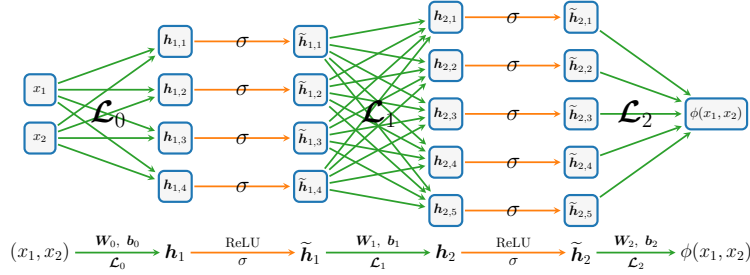 h₁,₁ σ h̃₁,₁ h₂,₁ σ h̃₂,₁
x₁ h₁,₂ σ h̃₁,₂ h₂,₂ σ h̃₂,₂
𝓛₀ 𝓛₁ h₂,₃ σ h̃₂,₃ 𝓛₂ ϕ(x₁, x₂)
x₂ h₁,₃ σ h̃₁,₃ h₂,₄ σ h̃₂,₄
h₁,₄ σ h̃₁,₄ h₂,₅ σ h̃₂,₅
W₀, b₀ ReLU W₁, b₁ ReLU W₂, b₂
(x₁, x₂) h₁ h̃₁ h₂ h̃₂ ϕ(x₁, x₂)
𝓛₀ σ 𝓛₁ σ 𝓛₂